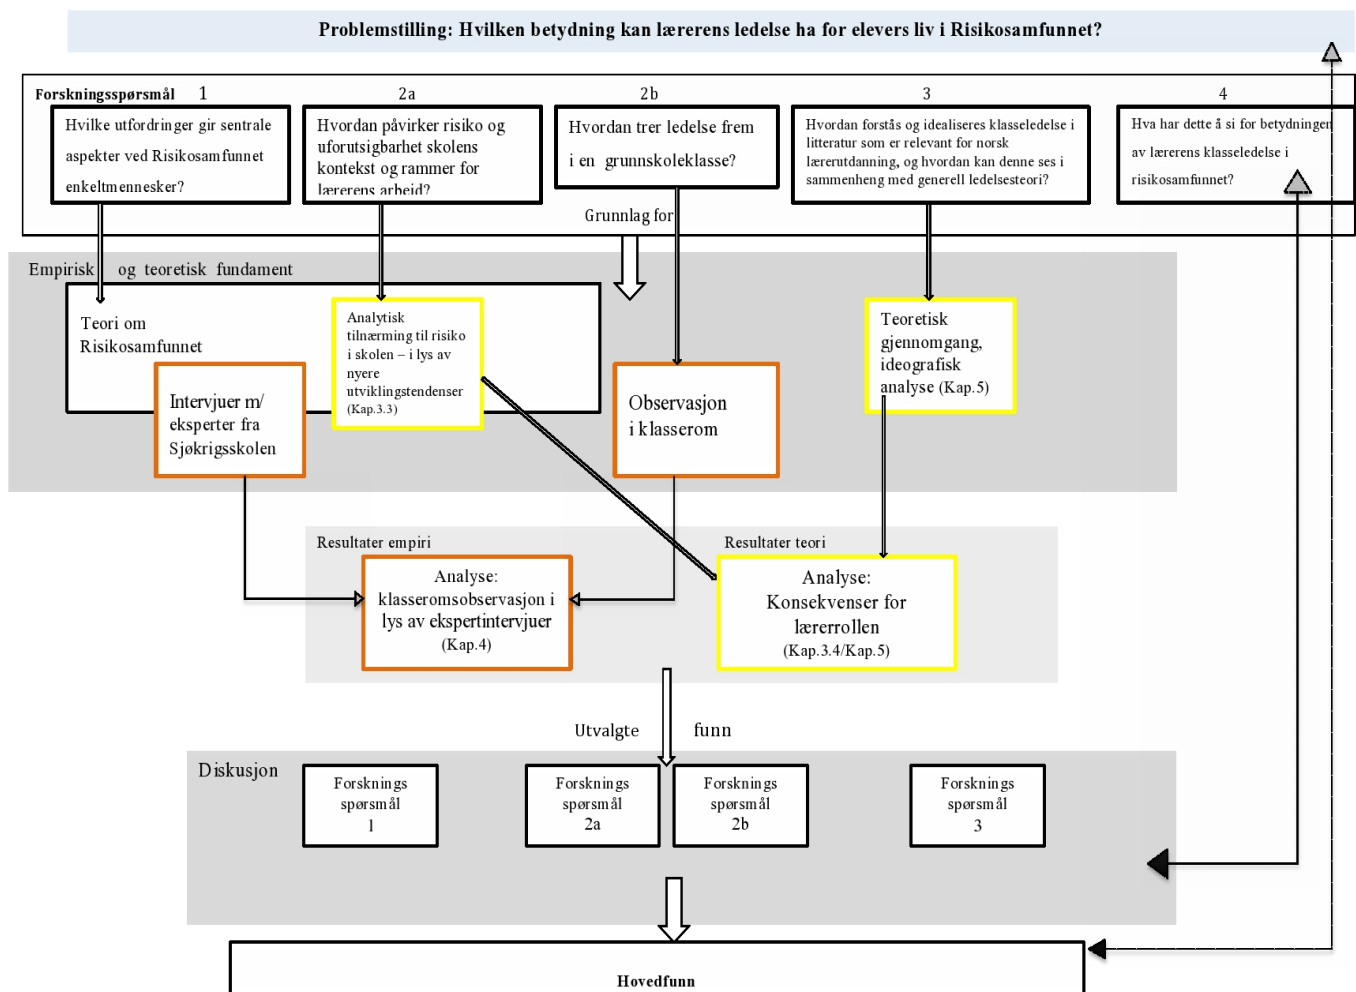 Problemstilling: Hvilken betydning kan lærerens ledelse ha for elevers liv i Risikosamfunnet?
Forskningsspørsmål 1 2a 2b 3 4
Hvilke utfordringer gir sentrale
aspekter ved Risikosamfunnet
enkeltmennesker?
Hvordan påvirker risiko og
uforutsigbarhet skolens
kontekst og rammer for
lærerens arbeid?
Hvordan trer ledelse frem
i en grunnskoleklasse?
Hvordan forstås og idealiseres klasseledelse i
litteratur som er relevant for norsk
lærerutdanning, og hvordan kan denne ses i
sammenheng med generell ledelsesteori?
Hva har dette å si for betydningen
av lærerens klasseledelse i
risikosamfunnet?
Grunnlag for
Empirisk og teoretisk fundament
Teori om
Risikosamfunnet
Analytisk
tilnærming til risiko
i skolen – i lys av
nyere
utviklingstendenser
(Kap.3.3)
Teoretisk
gjennomgang,
ideografisk
analyse (Kap.5)
Intervjuer m/
eksperter fra
Sjøkrigsskolen
Observasjon
i klasserom
Resultater empiri
Resultater teori
Analyse:
klasseromsobservasjon i
lys av ekspertintervjuer
(Kap.4)
Analyse:
Konsekvenser for
lærerrollen
(Kap.3.4/Kap.5)
Utvalgte funn
Diskusjon
Forsknings
spørsmål
1
Forsknings
spørsmål
2a
Forsknings
spørsmål
2b
Forsknings
spørsmål
3
Hovedfunn